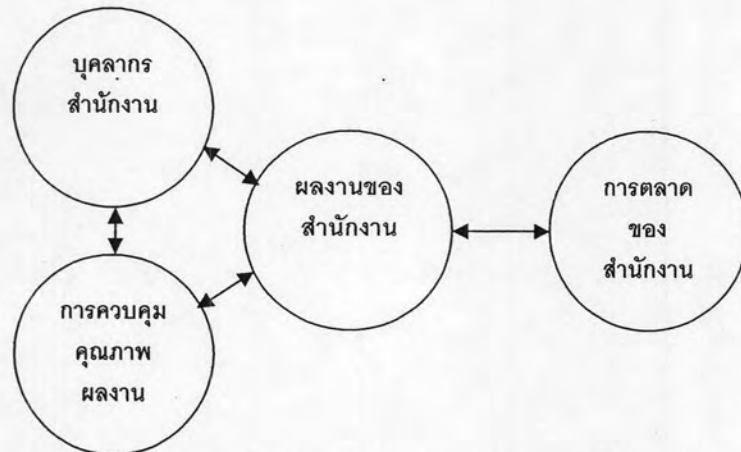 บุคลากร
สำนักงาน
ผลงานของ
สำนักงาน
การตลาด
ของ
สำนักงาน
การควบคุม
คุณภาพ
ผลงาน